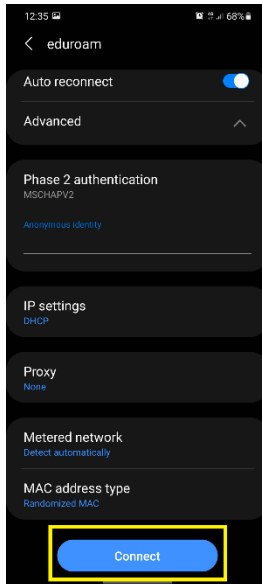 12:35 68%
eduroam
Auto reconnect
Advanced
Phase 2 authentication
MSCHAPV2
Anonymous identity
IP settings
DHCP
Proxy
None
Metered network
Detect automatically
MAC address type
Randomized MAC
Connect